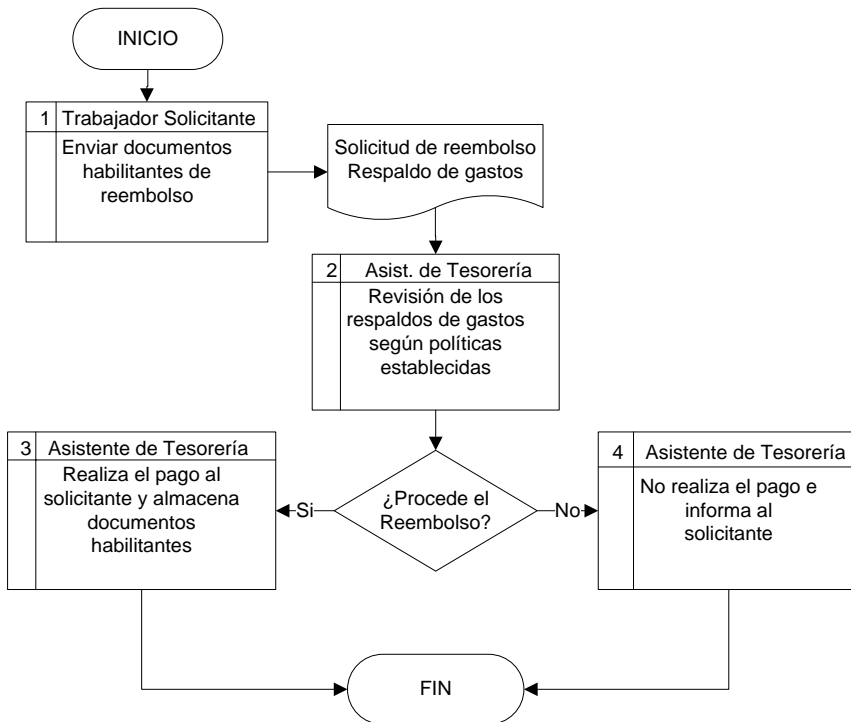 INICIO
1 Trabajador Solicitante
Enviar documentos
habilitantes de
reembolso
Solicitud de reembolso
Respaldo de gastos
2 Asist. de Tesorería
Revisión de los
respaldos de gastos
según políticas
establecidas
3 Asistente de Tesorería
Realiza el pago al
solicitante y almacena
documentos
habilitantes
Si
¿Procede el
Reembolso?
No
4 Asistente de Tesorería
No realiza el pago e
informa al
solicitante
FIN